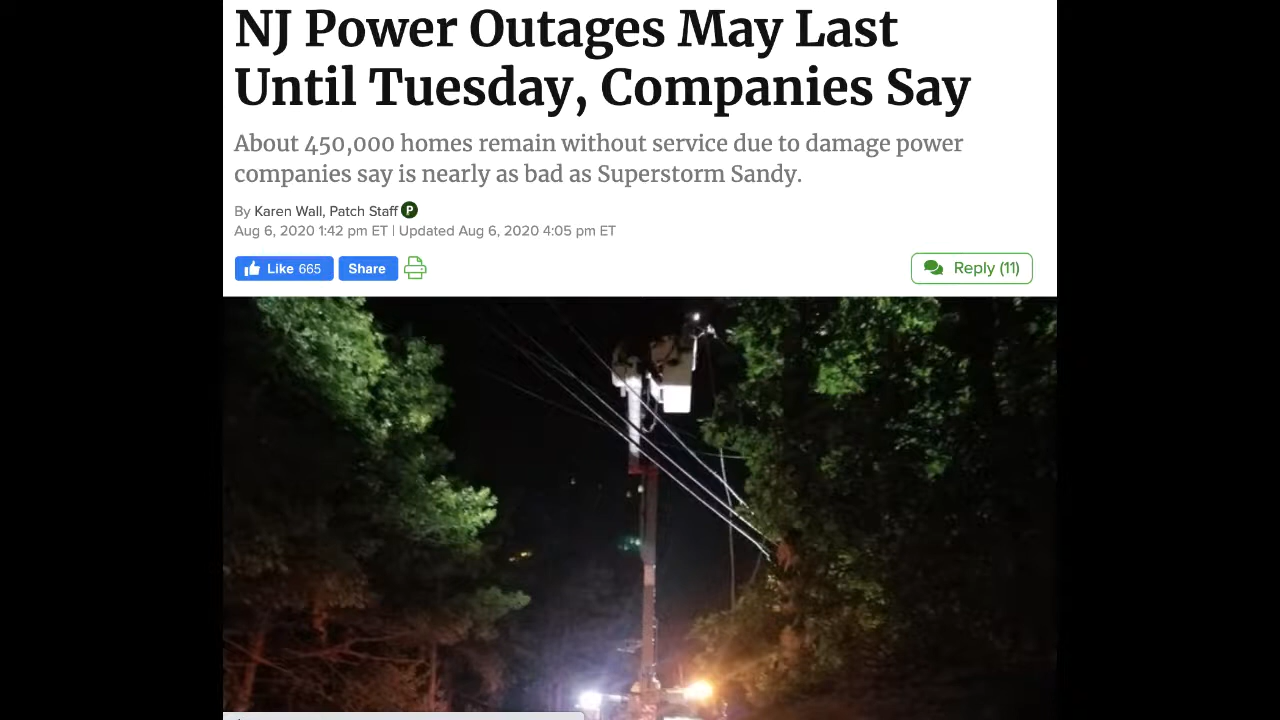 NJ Power Outages May Last
Until Tuesday, Companies Say
About 450,000 homes remain without service due to damage power
companies say is nearly as bad as Superstorm Sandy.
By Karen Wall, Patch Staff P
Aug 6, 2020 1:42 pm ET | Updated Aug 6, 2020 4:05 pm ET
Like 665 Share Reply (11)